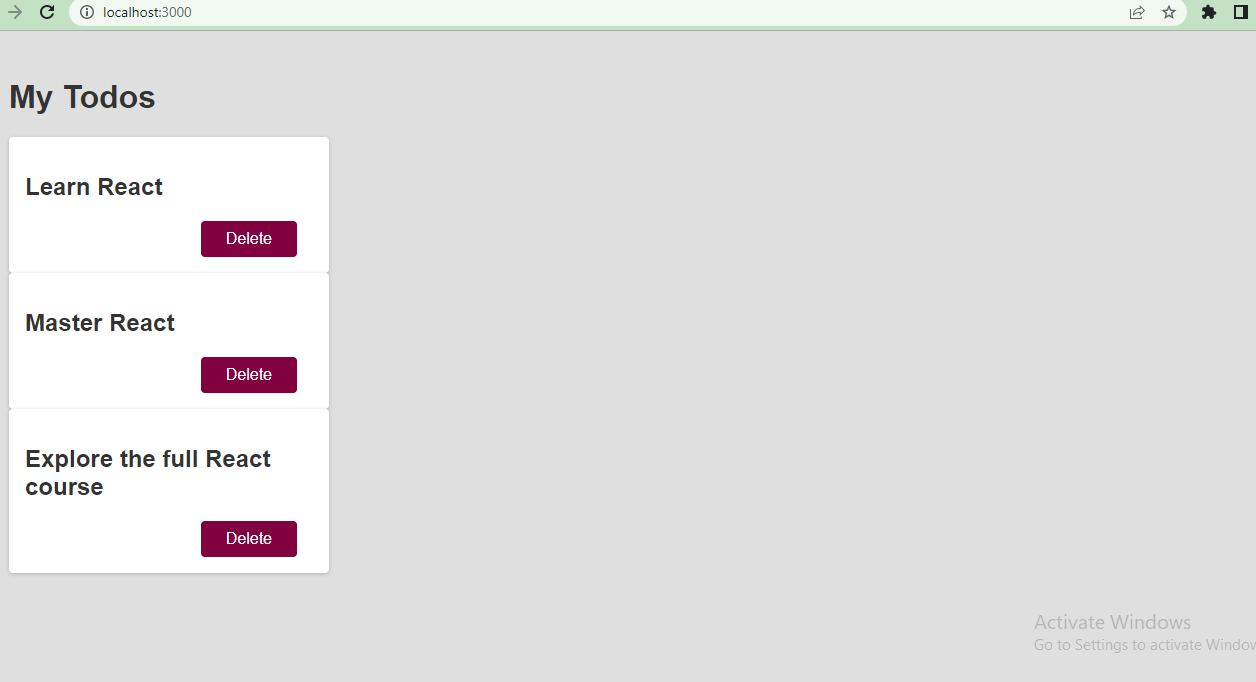 localhost:3000
My Todos
Learn React
Delete
Master React
Delete
Explore the full React
course
Delete
Activate Windows
Go to Settings to activate Window